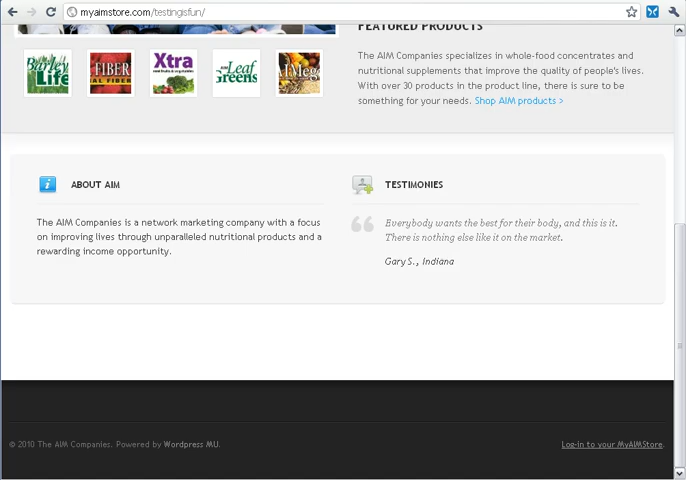 myaimstore.com/testingisfun/
FEATURED PRODUCTS
Barley
Life
FIBER
Xtra
Leaf
Greens
The AIM Companies specializes in whole-food concentrates and
nutritional supplements that improve the quality of people's lives.
With over 30 products in the product line, there is sure to be
something for your needs. Shop AIM products >
ABOUT AIM
The AIM Companies is a network marketing company with a focus
on improving lives through unparalleled nutritional products and a
rewarding income opportunity.
TESTIMONIES
Everybody wants the best for their body, and this is it.
There is nothing else like it on the market.
Gary S., Indiana
© 2010 The AIM Companies. Powered by Wordpress MU.
Log-in to your MyAIMStore.